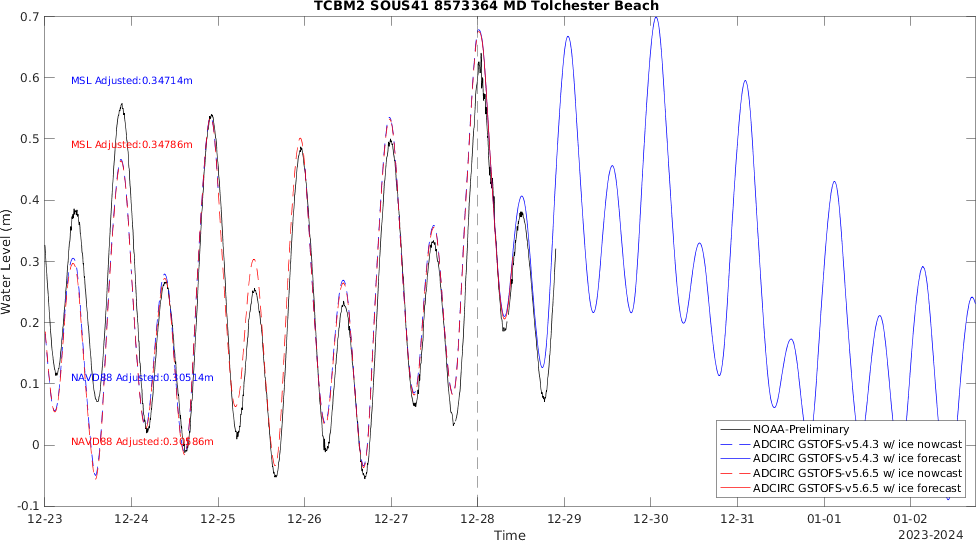 TCBM2 SOUS41 8573364 MD Tolchester Beach
0.7
0.6
0.5
0.4
0.3
0.2
0.1
0
-0.1
Water Level (m)
MSL Adjusted:0.34714m
MSL Adjusted:0.34786m
NAVD88 Adjusted:0.30514m
NAVD88 Adjusted:0.30586m
NOAA-Preliminary
ADCIRC GSTOFS-v5.4.3 w/ ice nowcast
ADCIRC GSTOFS-v5.4.3 w/ ice forecast
ADCIRC GSTOFS-v5.6.5 w/ ice nowcast
ADCIRC GSTOFS-v5.6.5 w/ ice forecast
12-23 12-24 12-25 12-26 12-27 12-28 12-29 12-30 12-31 01-01 01-02
Time
2023-2024